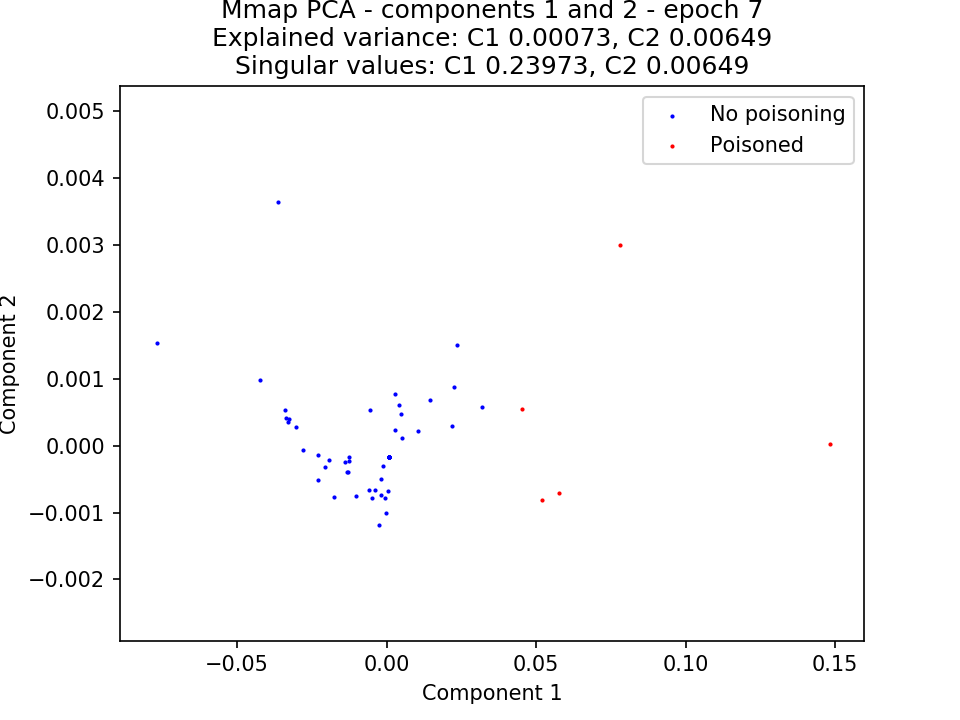 Mmap PCA - components 1 and 2 - epoch 7
Explained variance: C1 0.00073, C2 0.00649
Singular values: C1 0.23973, C2 0.00649
No poisoning
Poisoned
0.005
0.004
0.003
0.002
0.001
0.000
−0.001
−0.002
Component 2
−0.05
0.00
0.05
0.10
0.15
Component 1